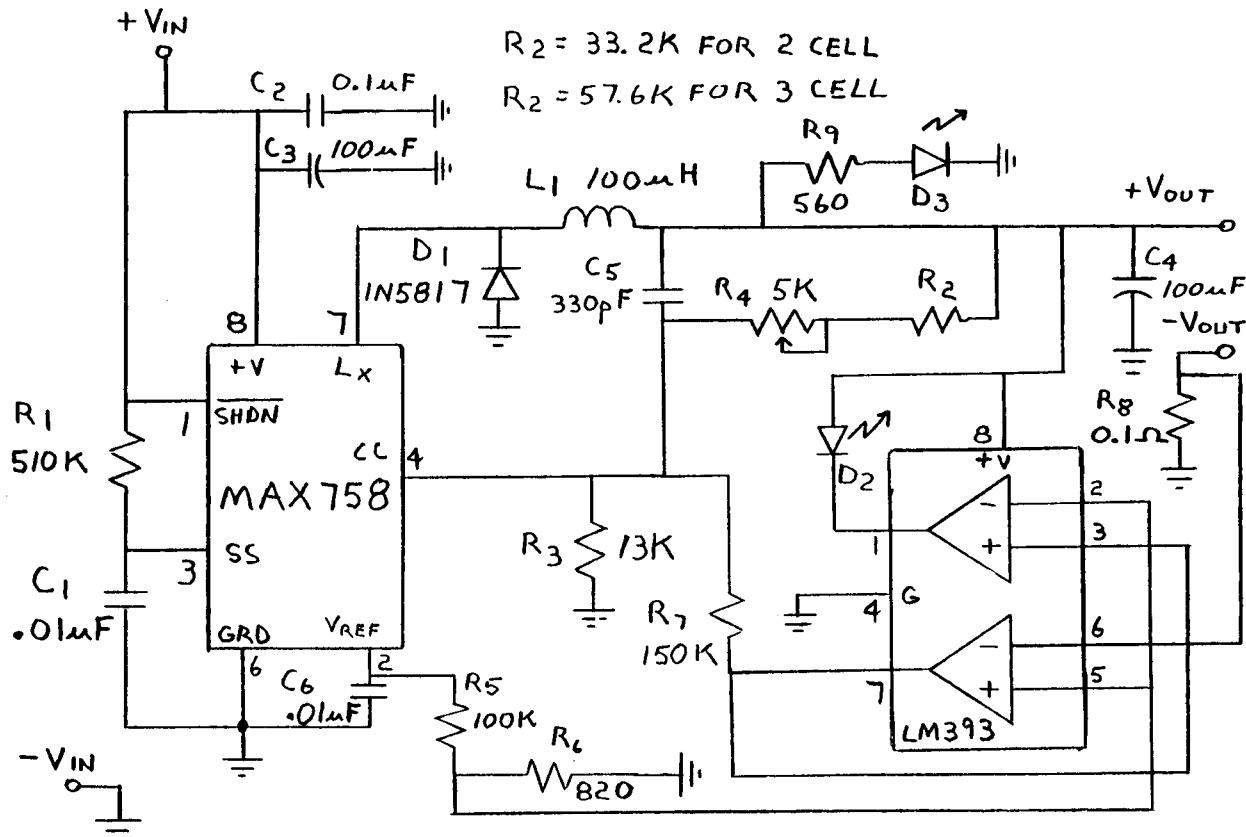 + VIN
R2 = 33.2K FOR 2 CELL
R2 = 57.6K FOR 3 CELL
C2 0.1uF
C3 100uF
R9
560
D3
L1 100uH
+VOUT
D1
1N5817
C5
330pF
R4 5K
R2
C4
100uF
-VOUT
8
7
+V
LX
R1
510K
1
SHDN
CC
4
MAX758
R8
0.1Ω
8
+V
D2
2
-
3
+
1
SS
3
R3 13K
C1
.01uF
4
G
GRD
VREF
6
2
R7
150K
6
-
5
+
7
LM393
C6
.01uF
R5
100K
R6
820
-VIN